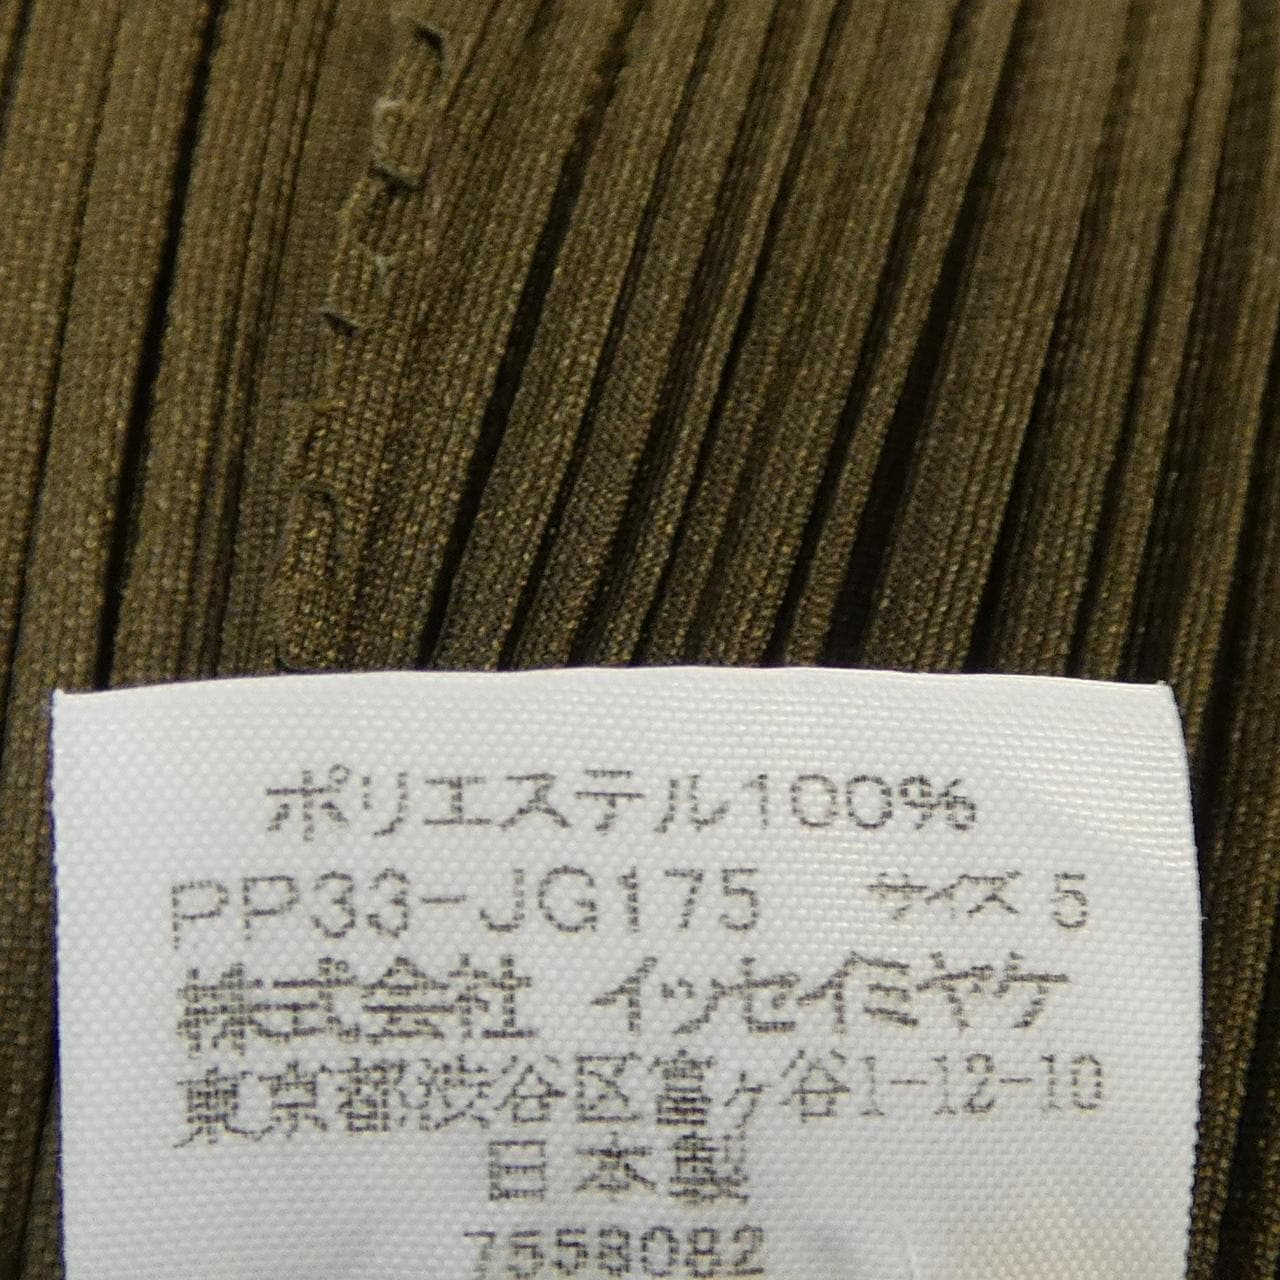 ポリエステル100%
PP33-JG175 サイズ 5
株式会社 イッセイミヤケ
東京都渋谷区富ヶ谷1-12-10
日本製
7558082